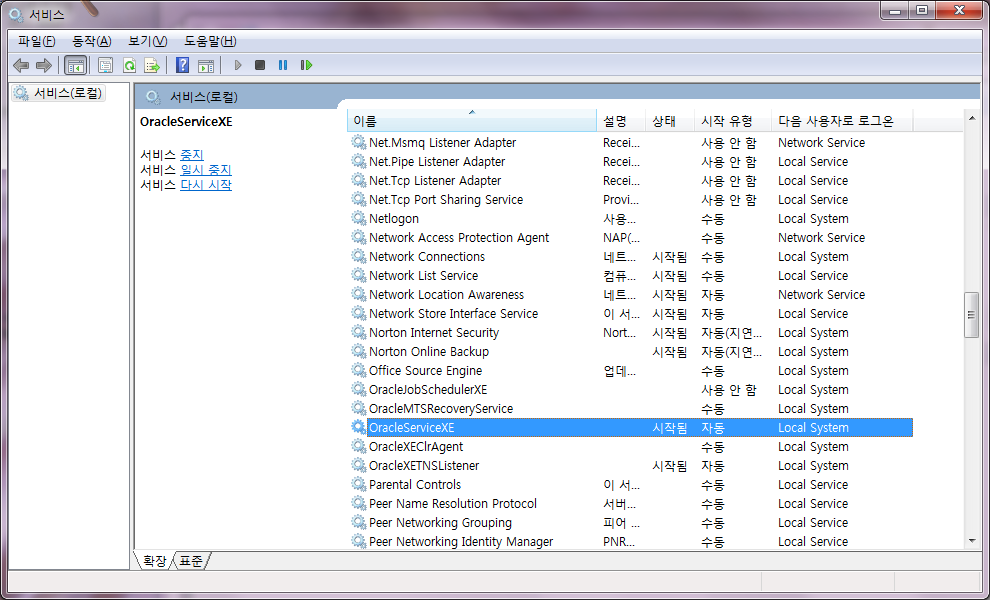 서비스
파일(F) 동작(A) 보기(V) 도움말(H)
서비스(로컬)
서비스(로컬)
OracleServiceXE
서비스 중지
서비스 일시 중지
서비스 다시 시작
이름 설명 상태 시작 유형 다음 사용자로 로그온
Net.Msmq Listener Adapter Recei... 사용 안 함 Network Service
Net.Pipe Listener Adapter Recei... 사용 안 함 Local Service
Net.Tcp Listener Adapter Recei... 사용 안 함 Local Service
Net.Tcp Port Sharing Service Provi... 사용 안 함 Local Service
Netlogon 사용... 수동 Local System
Network Access Protection Agent NAP(... 수동 Network Service
Network Connections 네트... 시작됨 수동 Local System
Network List Service 컴퓨... 시작됨 수동 Local Service
Network Location Awareness 네트... 시작됨 자동 Network Service
Network Store Interface Service 이 서... 시작됨 자동 Local Service
Norton Internet Security Nort... 시작됨 자동(지연... Local System
Norton Online Backup 시작됨 자동(지연... Local System
Office Source Engine 업데... 수동 Local System
OracleJobSchedulerXE 사용 안 함 Local System
OracleMTSRecoveryService 수동 Local System
OracleServiceXE 시작됨 자동 Local System
OracleXEClrAgent 수동 Local System
OracleXETNSListener 시작됨 자동 Local System
Parental Controls 이 서... 수동 Local Service
Peer Name Resolution Protocol 서버... 수동 Local Service
Peer Networking Grouping 피어 ... 수동 Local Service
Peer Networking Identity Manager PNR... 수동 Local Service
확장 표준